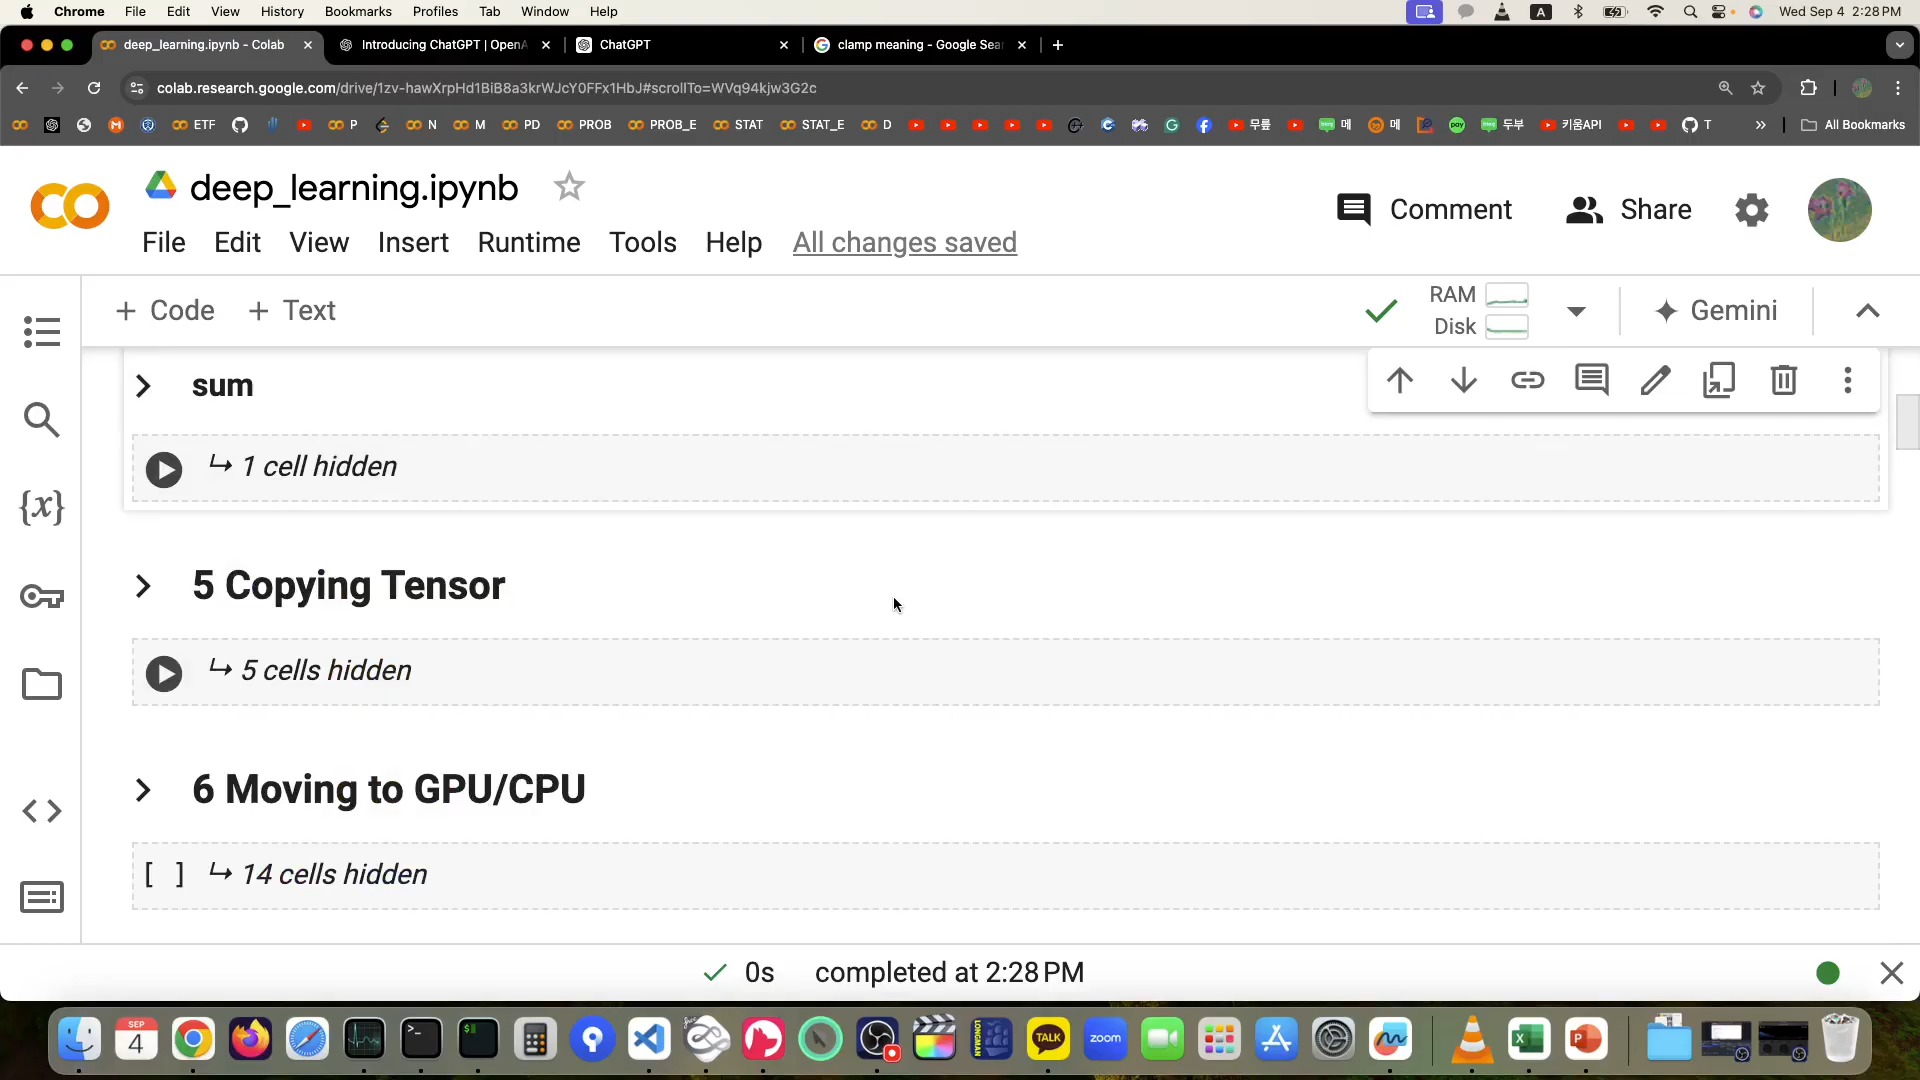 Chrome File Edit View History Bookmarks Profiles Tab Window Help A Wed Sep 4 2:28 PM
deep_learning.ipynb - Colab Introducing ChatGPT | OpenA ChatGPT clamp meaning - Google Sea
colab.research.google.com/drive/1zv-hawXrpHd1BiB8a3krWJcY0FFx1HbJ#scrollTo=WVq94kjw3G2c
ETF P N M PD PROB PROB_E STAT STAT_E D 무릎 메 메 두부 키움API T » All Bookmarks
deep_learning.ipynb
Comment Share
File Edit View Insert Runtime Tools Help All changes saved
+ Code + Text RAM Disk Gemini
sum
1 cell hidden
5 Copying Tensor
5 cells hidden
6 Moving to GPU/CPU
[ ] 14 cells hidden
0s completed at 2:28 PM
SEP
4
TALK
zoom